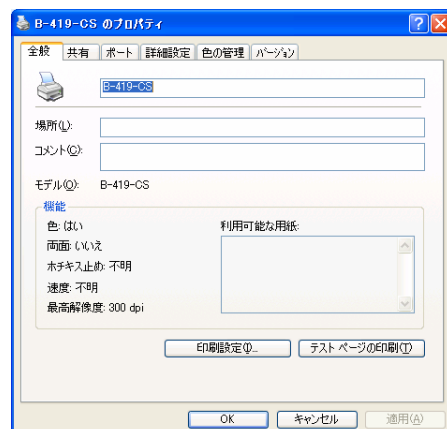 B-419-CS のプロパティ
全般 共有 ポート 詳細設定 色の管理 バージョン
B-419-CS
場所(L):
コメント(C):
モデル(O): B-419-CS
機能
色: はい 利用可能な用紙:
両面: いいえ
ホチキス止め: 不明
速度: 不明
最高解像度: 300 dpi
印刷設定(I)... テスト ページの印刷(T)
OK キャンセル 適用(A)